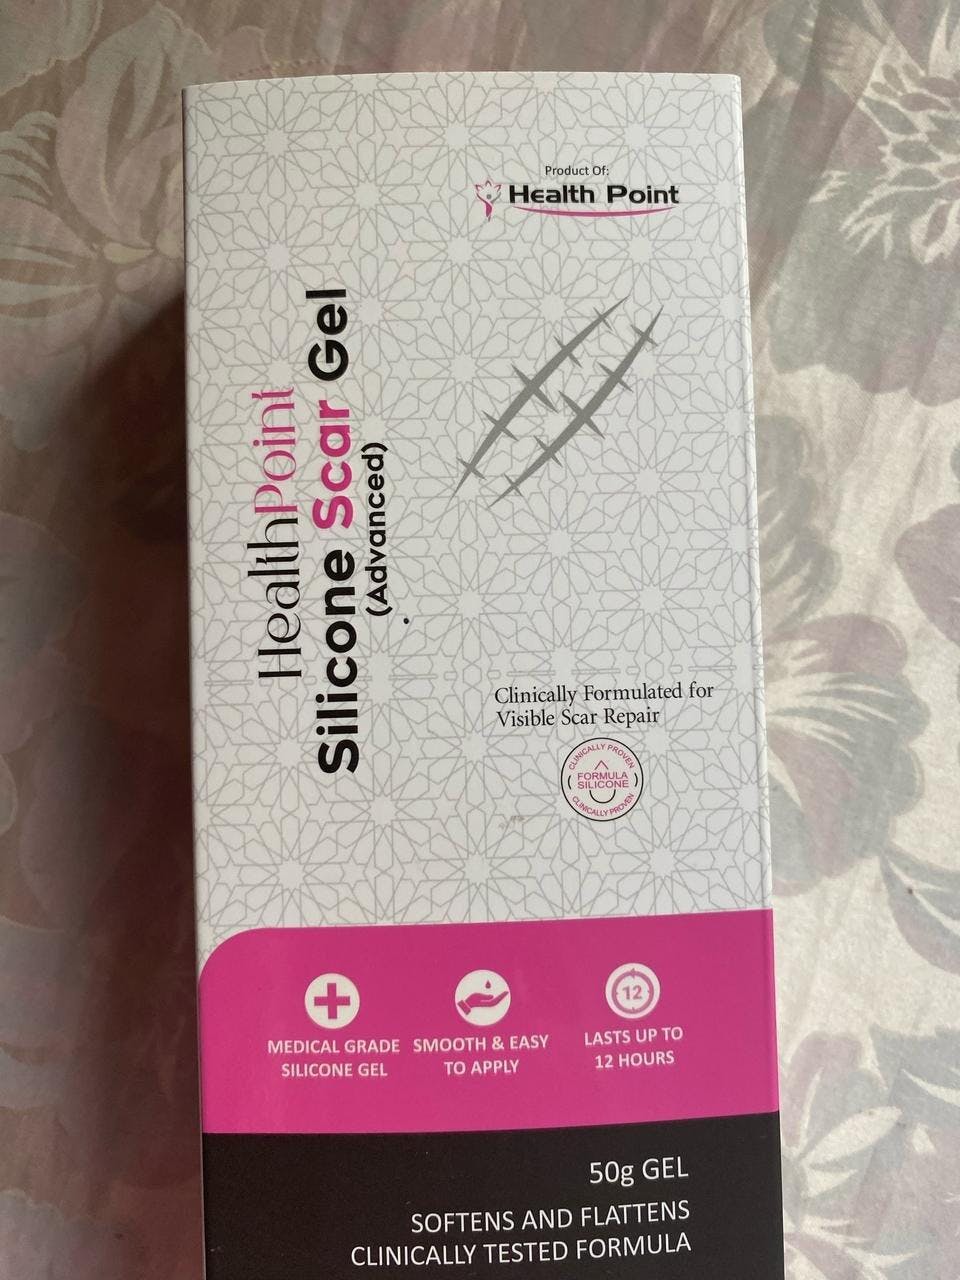 Product Of:
Health Point
HealthPoint
Silicone Scar Gel
(Advanced)
Clinically Formulated for
Visible Scar Repair
CLINICALLY PROVEN
FORMULA
SILICONE
CLINICALLY PROVEN
12
MEDICAL GRADE
SILICONE GEL
SMOOTH & EASY
TO APPLY
LASTS UP TO
12 HOURS
50g GEL
SOFTENS AND FLATTENS
CLINICALLY TESTED FORMULA